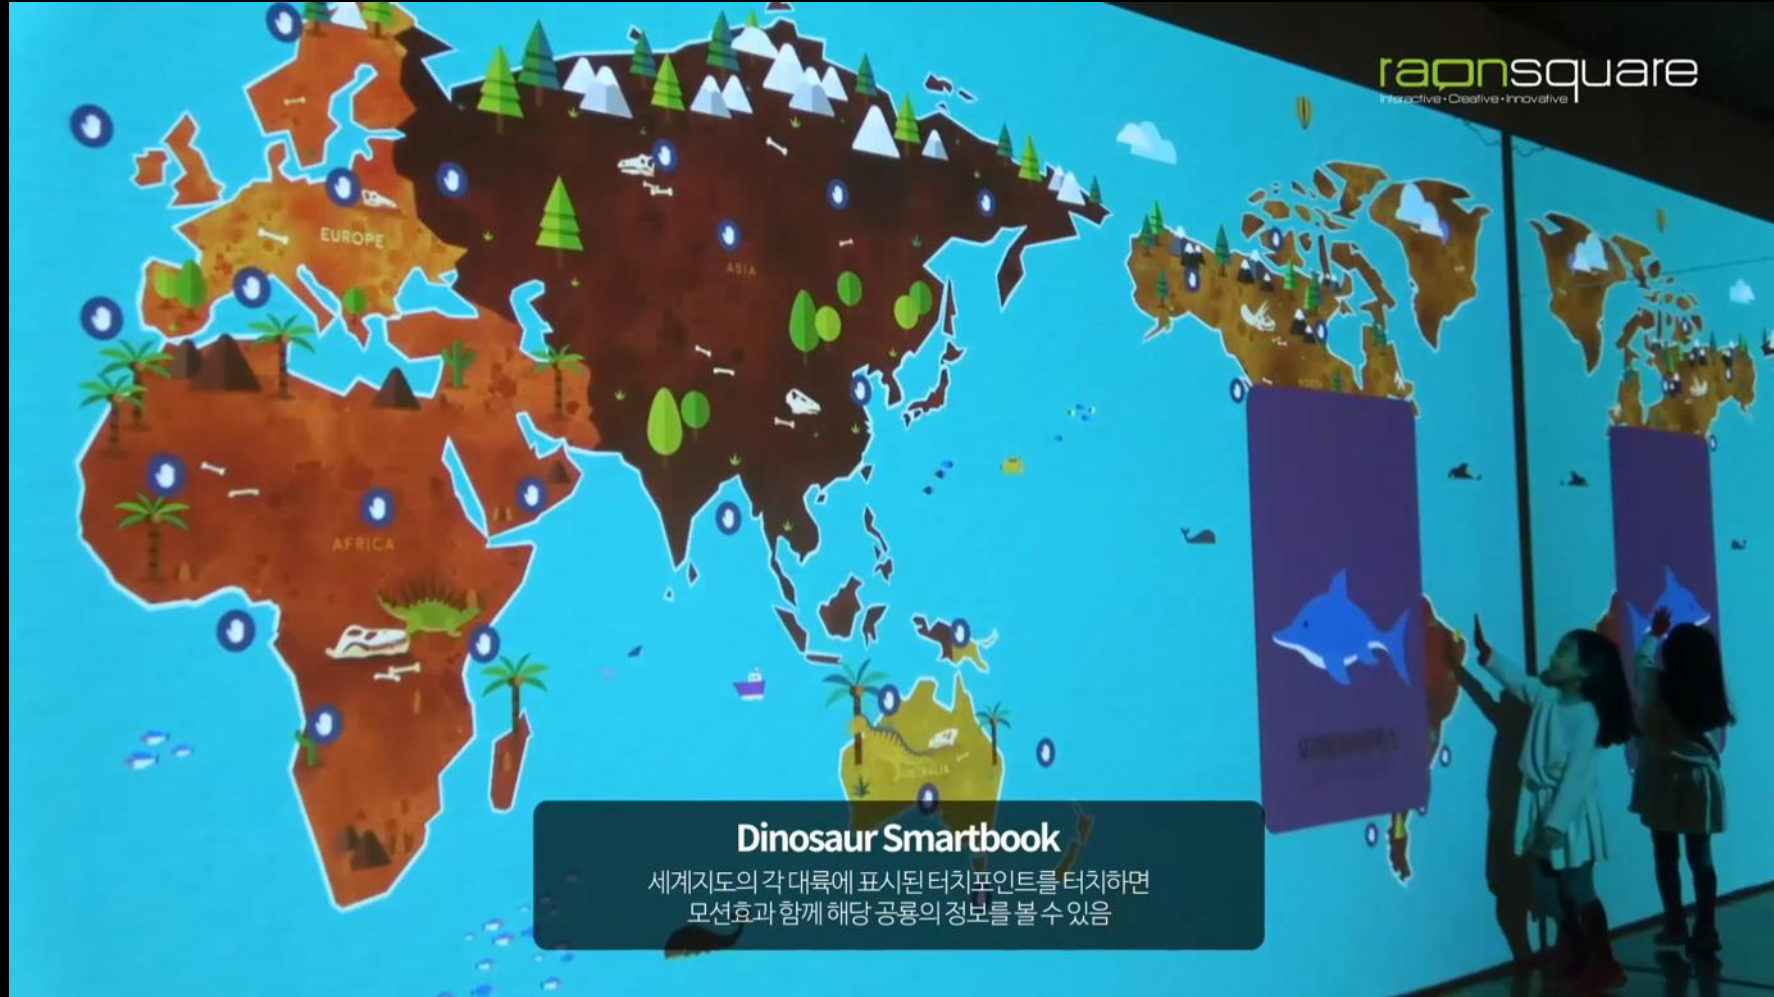 raonsquare
Interactive • Creative • Innovative
EUROPE
ASIA
AFRICA
AUSTRALIA
Dinosaur Smartbook
세계지도의 각 대륙에 표시된 터치포인트를 터치하면
모션효과 함께 해당 공룡의 정보를 볼 수 있음